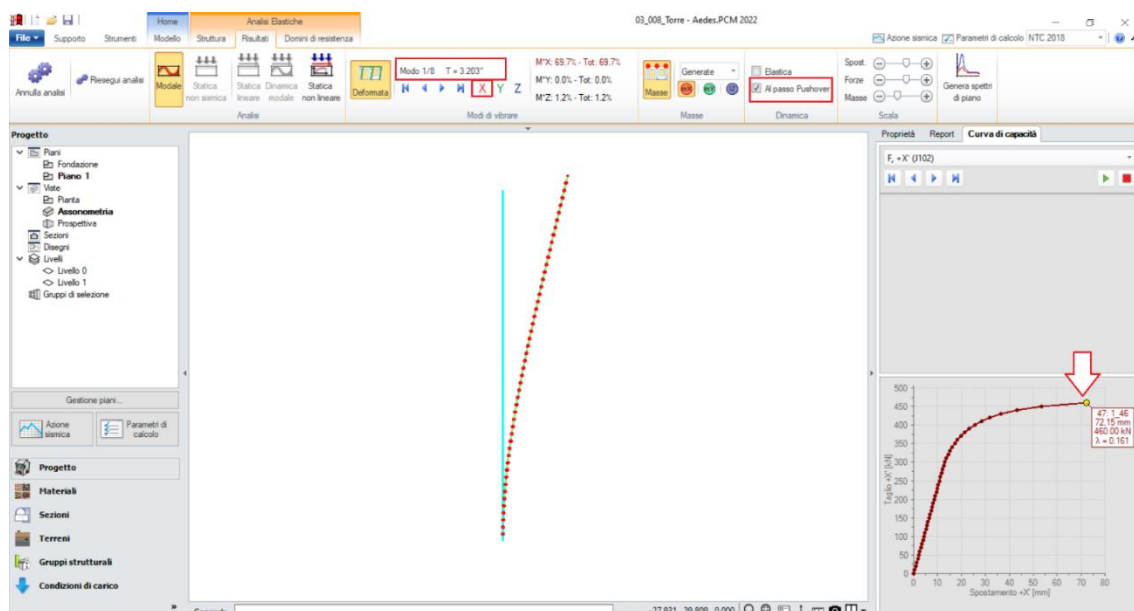 03_008_Torre - Aedes.PCM 2022
Home
Analisi Elastiche
File
Supporto
Strumenti
Modello
Struttura
Risultati
Domini di resistenza
Azione sismica
Parametri di calcolo
NTC 2018
Annulla analisi
Riesegui analisi
Modale
Statica non sismica
Statica lineare
Dinamica modale
Statica non lineare
Analisi
Deformata
Modo 1/8 T = 3.203"
X Y Z
M*X: 69.7% - Tot: 69.7%
M*Y: 0.0% - Tot: 0.0%
M*Z: 1.2% - Tot: 1.2%
Modi di vibrare
Masse
Generate
Masse
Elastica
Al passo Pushover
Dinamica
Spost.
Forze
Masse
Scala
Genera spettri di piano
Progetto
Piani
Fondazione
Piano 1
Viste
Pianta
Assonometria
Prospettiva
Sezioni
Disegni
Livelli
Livello 0
Livello 1
Gruppi di selezione
Gestione piani...
Azione sismica
Parametri di calcolo
Progetto
Materiali
Sezioni
Terreni
Gruppi strutturali
Condizioni di carico
Proprietà
Report
Curva di capacità
F, +X' (J102)
Taglio +X' [kN]
500
450
400
350
300
250
200
150
100
50
0
0 10 20 30 40 50 60 70 80
Spostamento +X' [mm]
47: 1_46
72.15 mm
460.00 kN
λ = 0.161